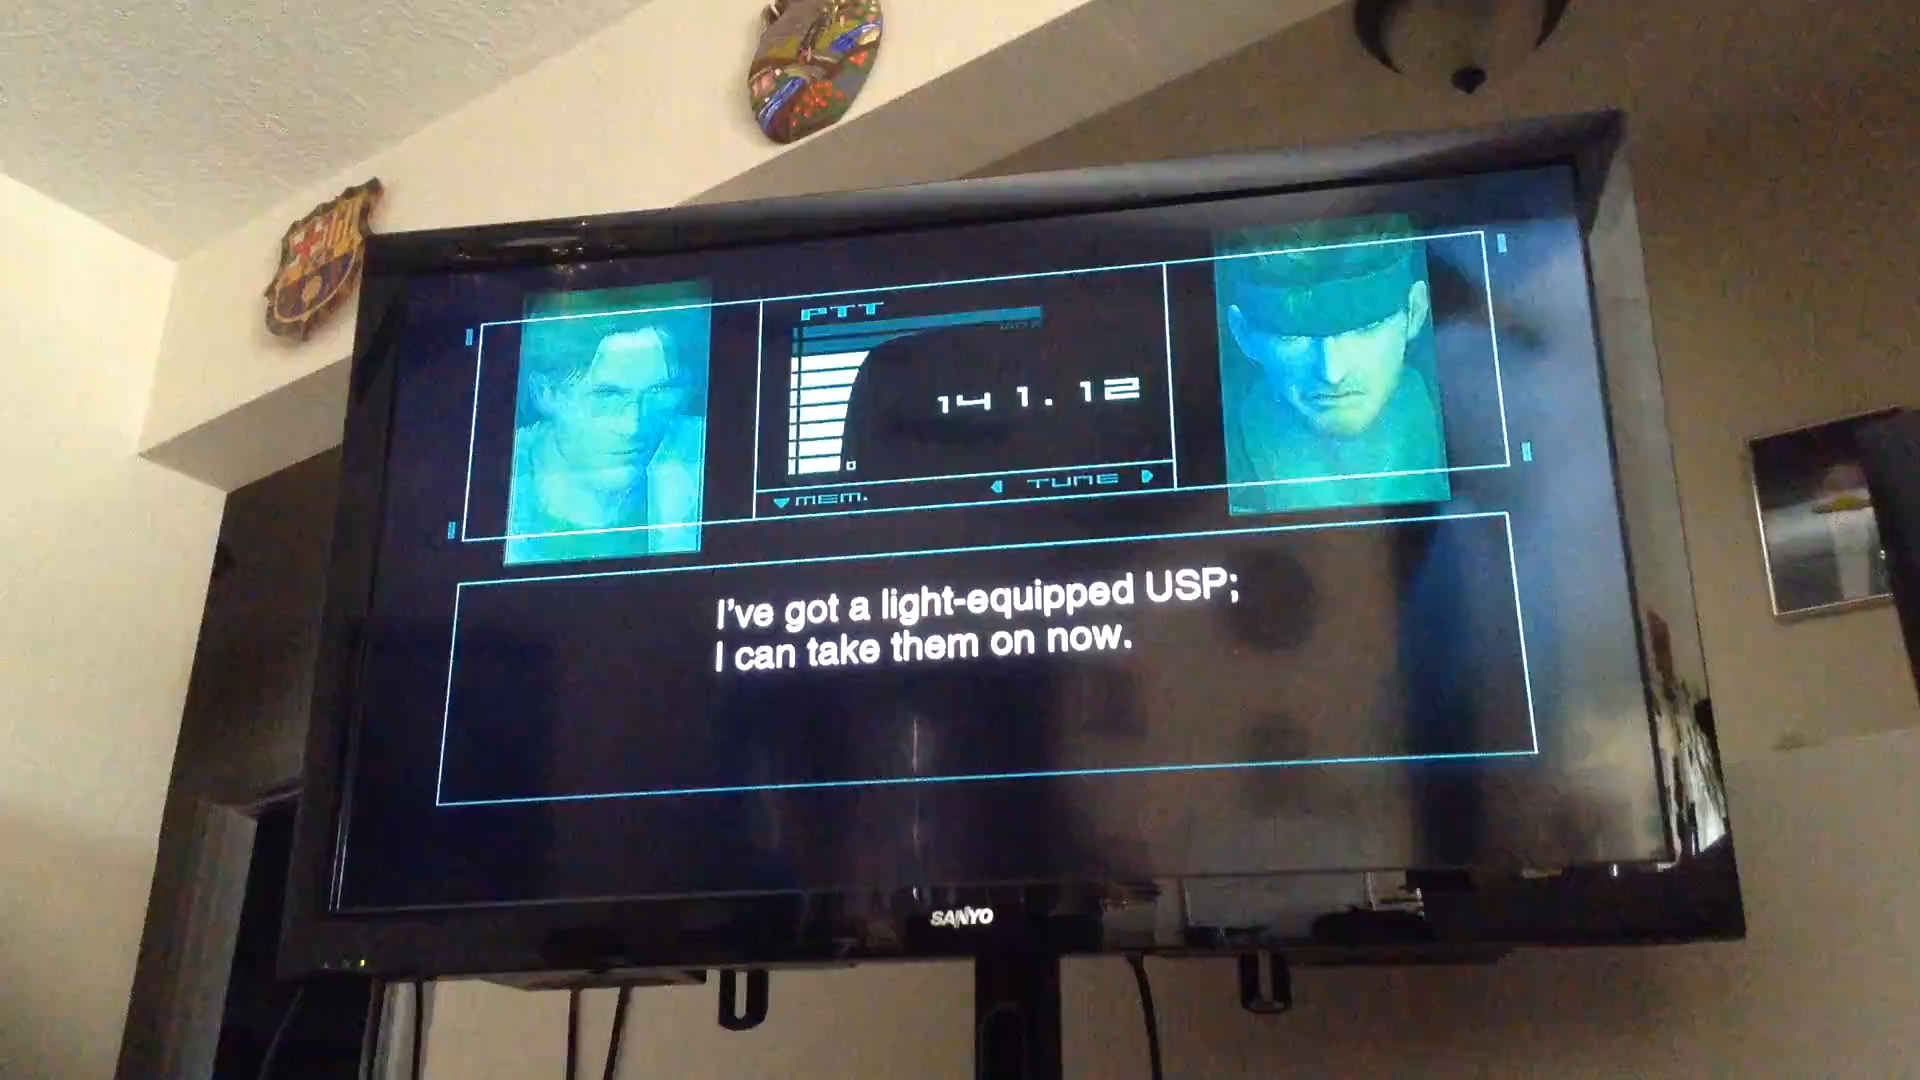 PTT
141.12
MEM.
TUNE
I've got a light-equipped USP;
I can take them on now.
SANYO